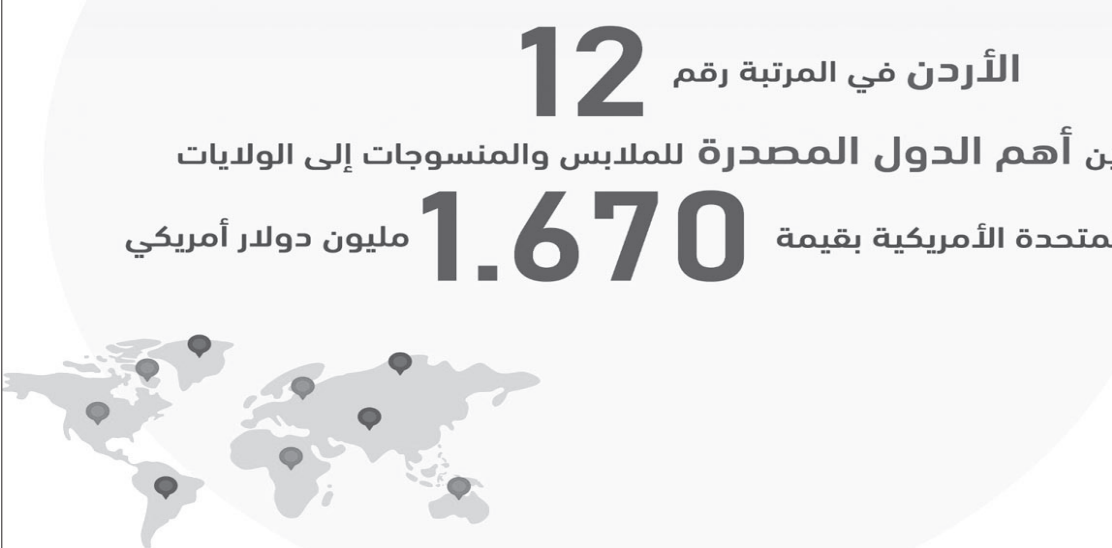 الأردن في المرتبة رقم 12
أهم الدول المصدرة للملابس والمنسوجات إلى الولايات
الأمريكية بقيمة 1.670 مليون دولار أمريكي